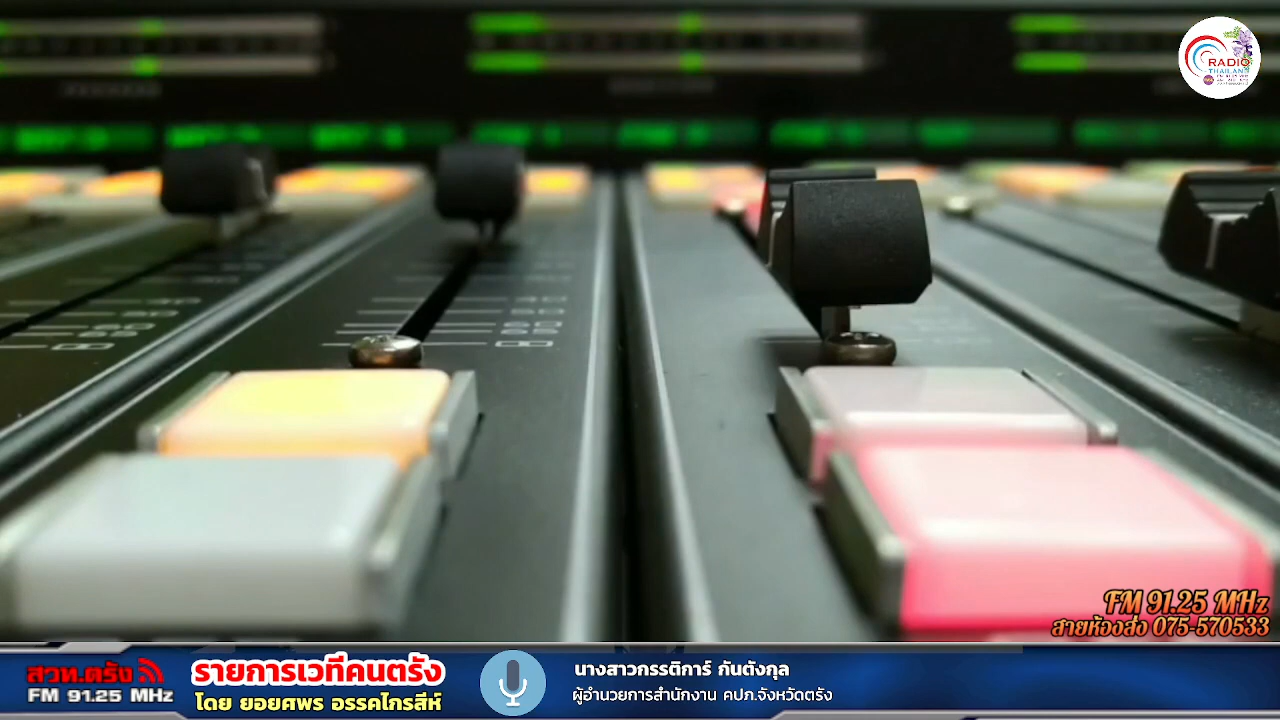 RADIO
THAILAND
FM 91.25 MHz
สายห้องส่ง 075-570533
สวท.ตรัง
FM 91.25 MHz
รายการเวทีคนตรัง
โดย ยอยศพร อรรคไกรสีห์
นางสาวกรรติการ์ กันตังกุล
ผู้อำนวยการสำนักงาน คปภ.จังหวัดตรัง